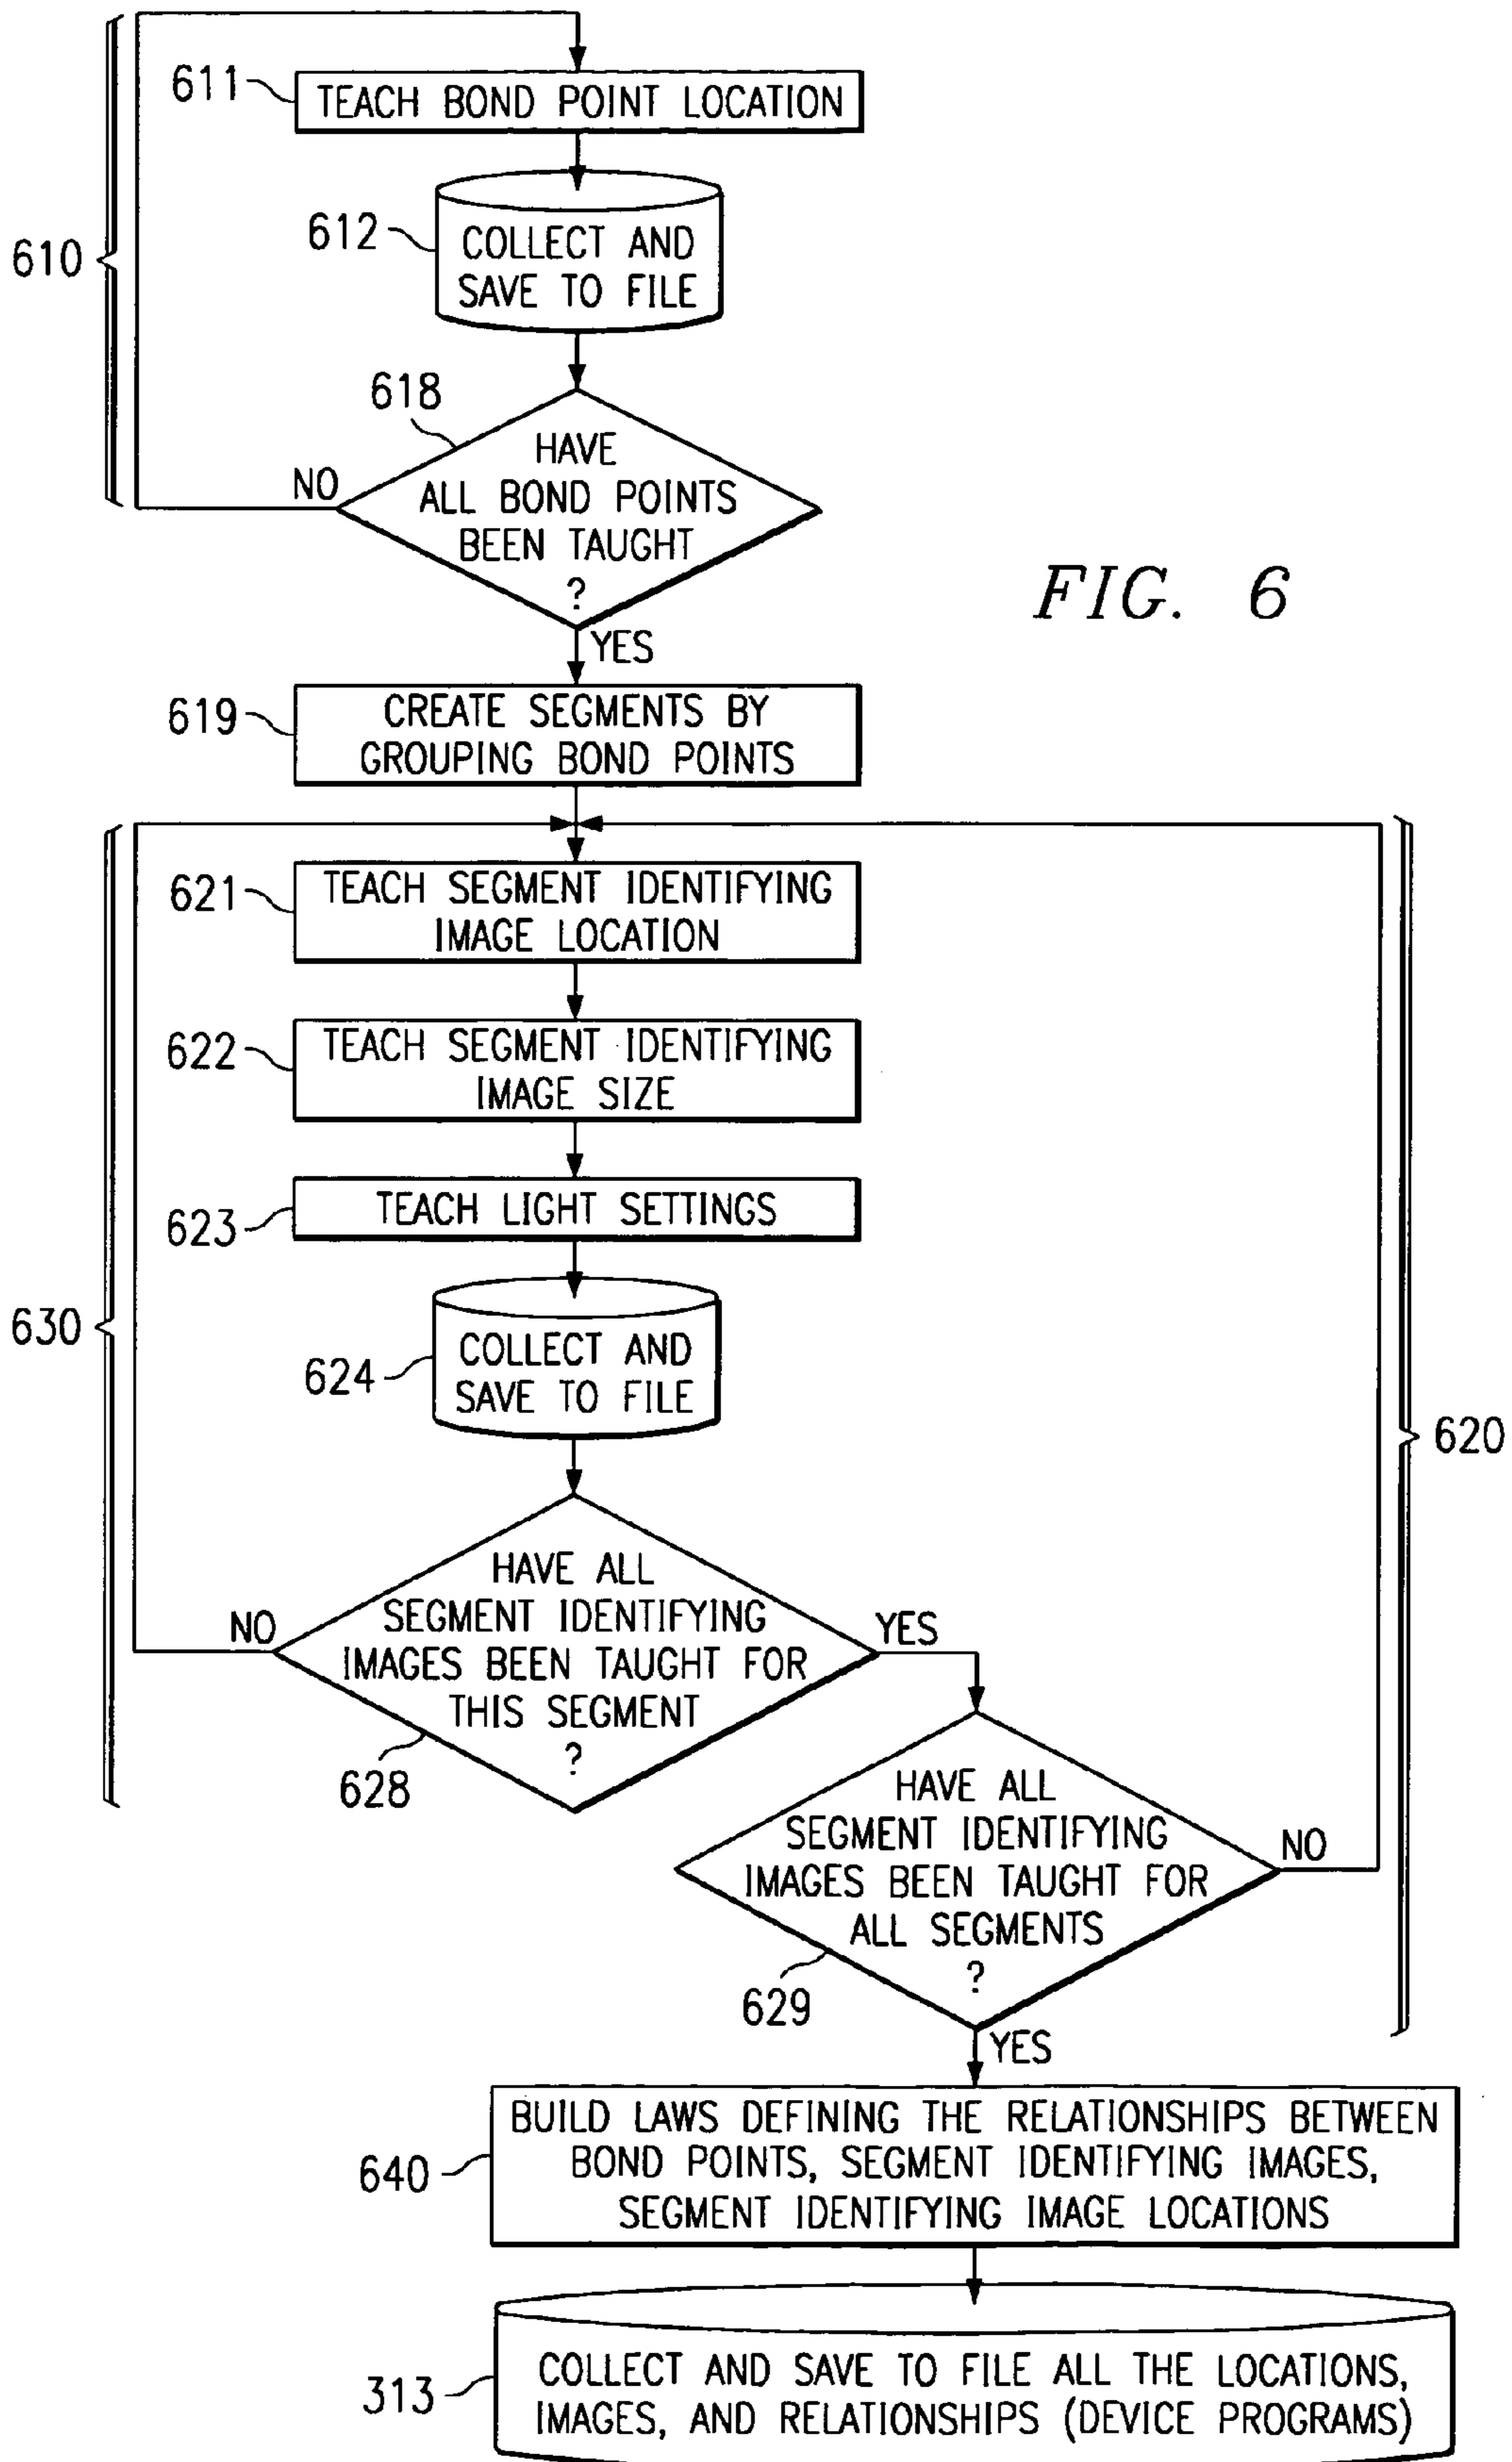 611
TEACH BOND POINT LOCATION
612
COLLECT AND
SAVE TO FILE
610
618
HAVE
ALL BOND POINTS
BEEN TAUGHT
?
NO
YES
FIG. 6
619
CREATE SEGMENTS BY
GROUPING BOND POINTS
621
TEACH SEGMENT IDENTIFYING
IMAGE LOCATION
622
TEACH SEGMENT IDENTIFYING
IMAGE SIZE
623
TEACH LIGHT SETTINGS
630
624
COLLECT AND
SAVE TO FILE
620
NO
HAVE ALL
SEGMENT IDENTIFYING
IMAGES BEEN TAUGHT FOR
THIS SEGMENT
?
YES
628
HAVE ALL
SEGMENT IDENTIFYING
IMAGES BEEN TAUGHT FOR
ALL SEGMENTS
?
NO
629
YES
640
BUILD LAWS DEFINING THE RELATIONSHIPS BETWEEN
BOND POINTS, SEGMENT IDENTIFYING IMAGES,
SEGMENT IDENTIFYING IMAGE LOCATIONS
313
COLLECT AND SAVE TO FILE ALL THE LOCATIONS,
IMAGES, AND RELATIONSHIPS (DEVICE PROGRAMS)